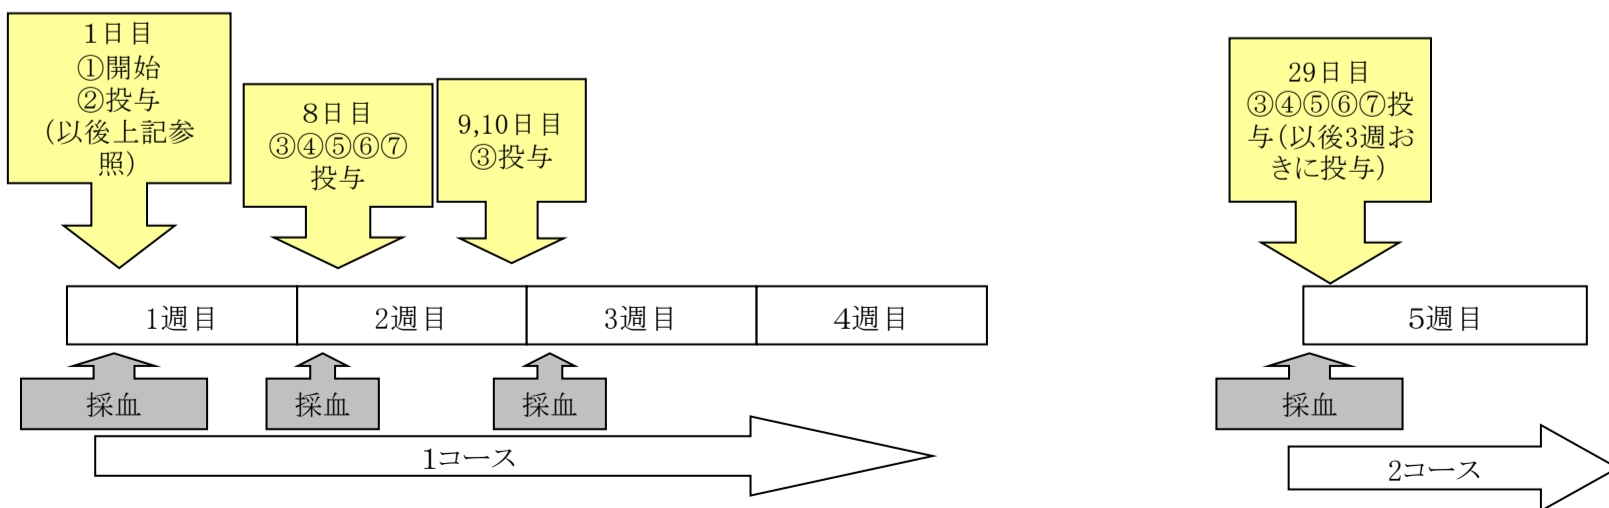 1日目
①開始
②投与
(以後上記参
照)
8日目
③④⑤⑥⑦
投与
9,10日目
③投与
29日目
③④⑤⑥⑦投
与(以後3週お
きに投与)
1週目
2週目
3週目
4週目
5週目
採血
採血
採血
採血
1コース
2コース